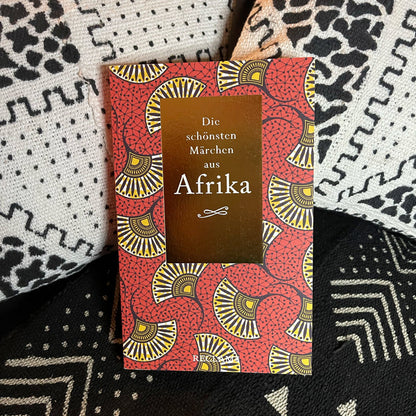 Die
schönsten
Märchen
aus
Afrika
RECLAM